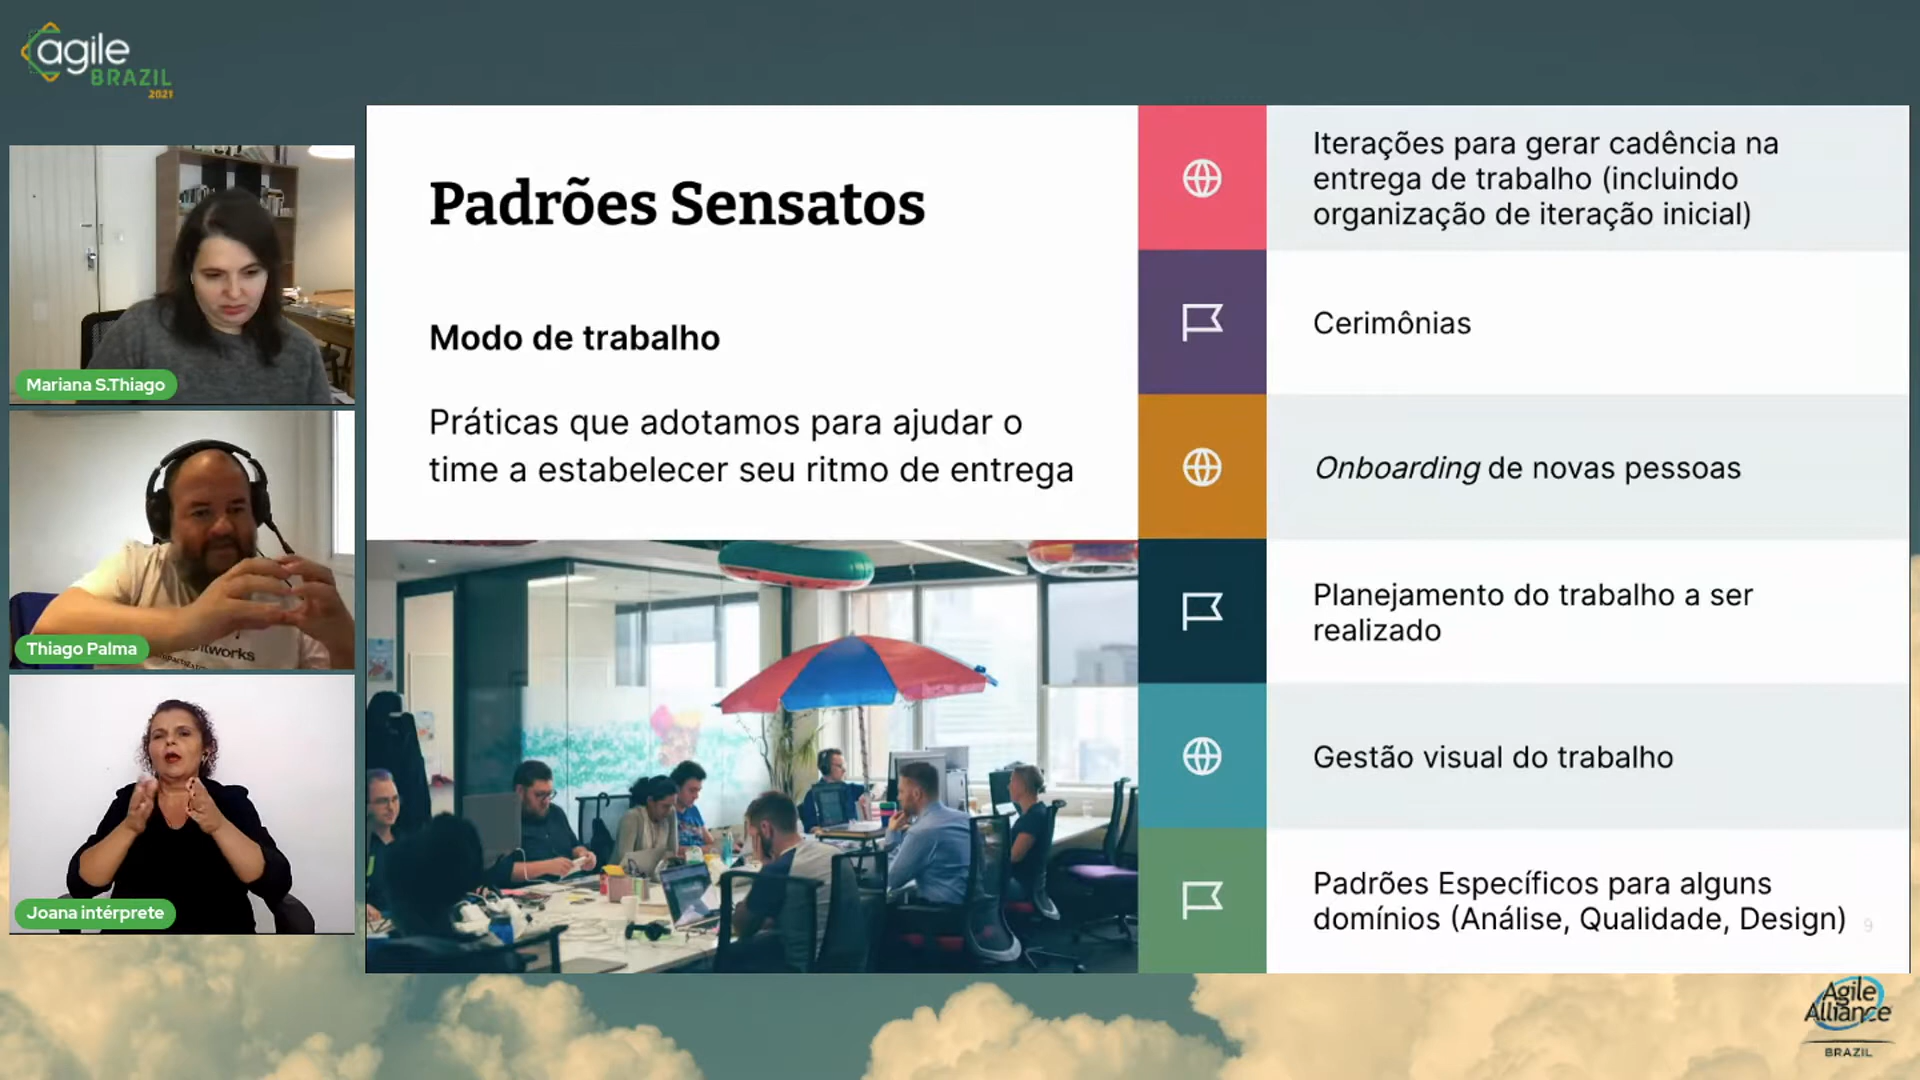 agile
BRAZIL
2021
Mariana S.Thiago
Thiago Palma
Joana intérprete
Padrões Sensatos
Modo de trabalho
Práticas que adotamos para ajudar o
time a estabelecer seu ritmo de entrega
Iterações para gerar cadência na
entrega de trabalho (incluindo
organização de iteração inicial)
Cerimônias
Onboarding de novas pessoas
Planejamento do trabalho a ser
realizado
Gestão visual do trabalho
Padrões Específicos para alguns
domínios (Análise, Qualidade, Design)
9
Agile
Alliance
BRAZIL